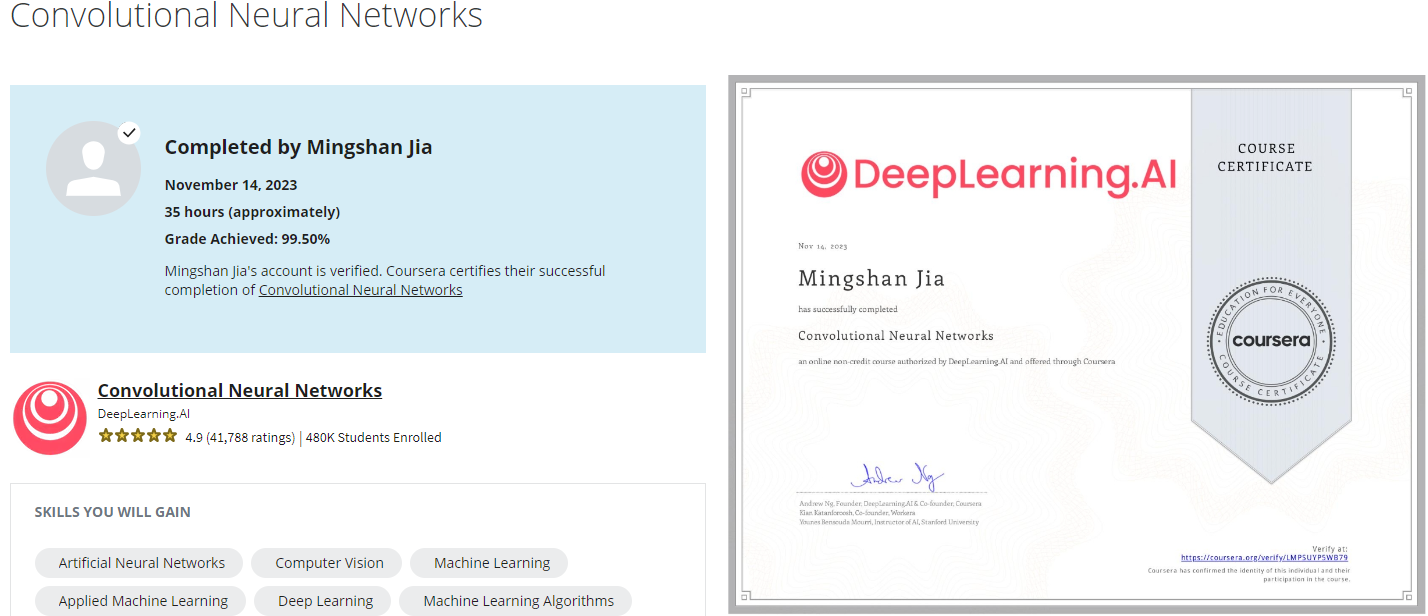 Convolutional Neural Networks
Completed by Mingshan Jia
November 14, 2023
35 hours (approximately)
Grade Achieved: 99.50%
Mingshan Jia's account is verified. Coursera certifies their successful
completion of Convolutional Neural Networks
Convolutional Neural Networks
DeepLearning.AI
4.9 (41,788 ratings) | 480K Students Enrolled
SKILLS YOU WILL GAIN
Artificial Neural Networks
Computer Vision
Machine Learning
Applied Machine Learning
Deep Learning
Machine Learning Algorithms
DeepLearning.AI
COURSE
CERTIFICATE
Nov 14, 2023
Mingshan Jia
has successfully completed
Convolutional Neural Networks
an online non-credit course authorized by DeepLearning.AI and offered through Coursera
EDUCATION FOR EVERYONE
coursera
COURSE CERTIFICATE
Andrew Ng
Andrew Ng, Founder, DeepLearning.AI & Co-founder, Coursera
Kian Katanforoosh, Co-founder, Workera
Younes Bensouda Mourri, Instructor of AI, Stanford University
Verify at:
https://coursera.org/verify/LMPSUYPSWB79
Coursera has confirmed the identity of this individual and their
participation in the course.